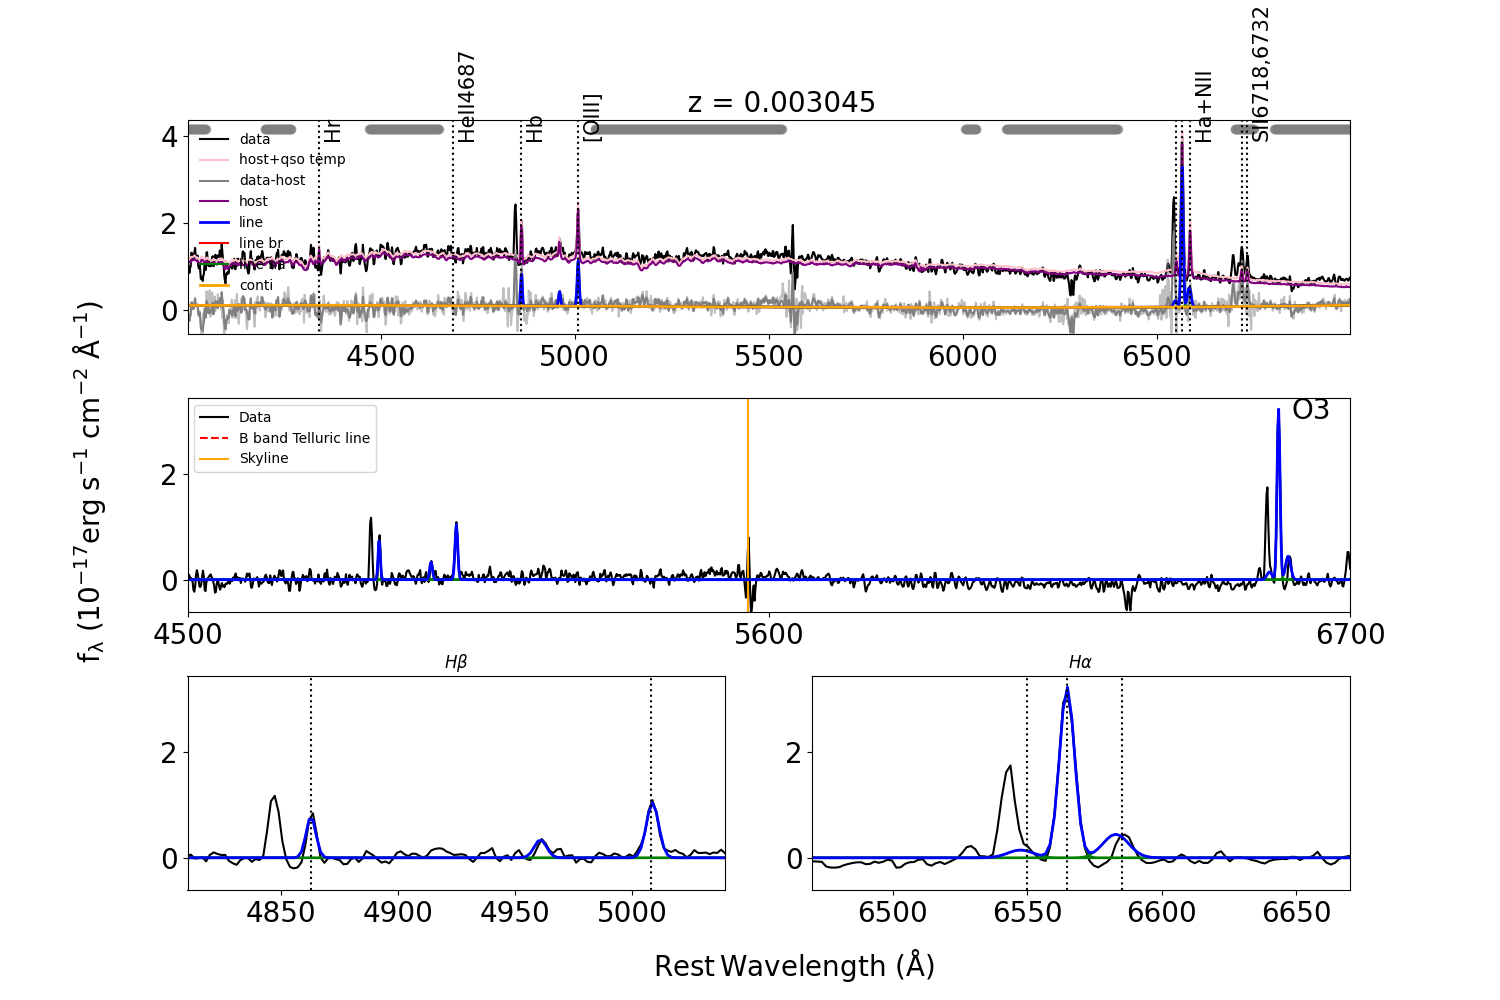 z = 0.003045
Hr
HeII4687
Hb
[OIII]
Ha+NII
SII6718,6732
data
host+qso temp
data-host
host
line
line br
conti
4
2
0
4500
5000
5500
6000
6500
O3
Data
B band Telluric line
Skyline
2
0
4500
5600
6700
fλ (10−17erg s−1 cm−2 Å−1)
Hβ
2
0
4850
4900
4950
5000
Hα
2
0
6500
6550
6600
6650
Rest Wavelength (Å)